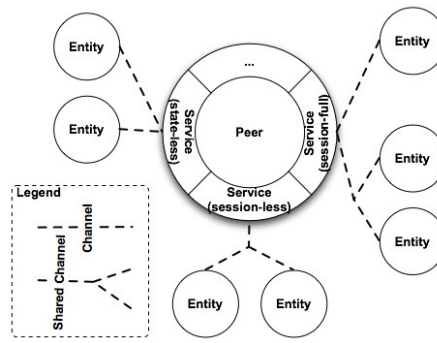 Entity
Entity
...
Entity
Service
(state-less)
Peer
Service
(session-full)
Entity
Entity
Service
(session-less)
Legend
Channel
Shared Channel
Entity
Entity